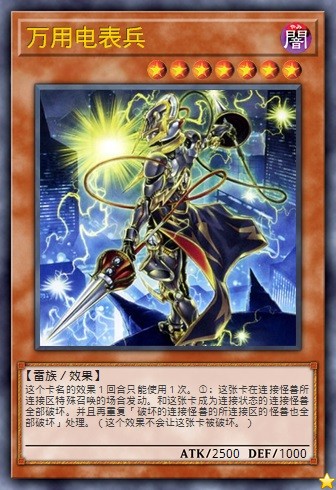 万用电表兵
闇
【雷族／效果】
这个卡名的效果１回合只能使用１次。①：这张卡在连接怪兽所
连接区特殊召唤的场合发动。和这张卡成为连接状态的连接怪兽
全部破坏。并且再重复「破坏的连接怪兽的所连接区的怪兽也全
部破坏」处理。（这个效果不会让这张卡被破坏。）
ATK/2500 DEF/1000